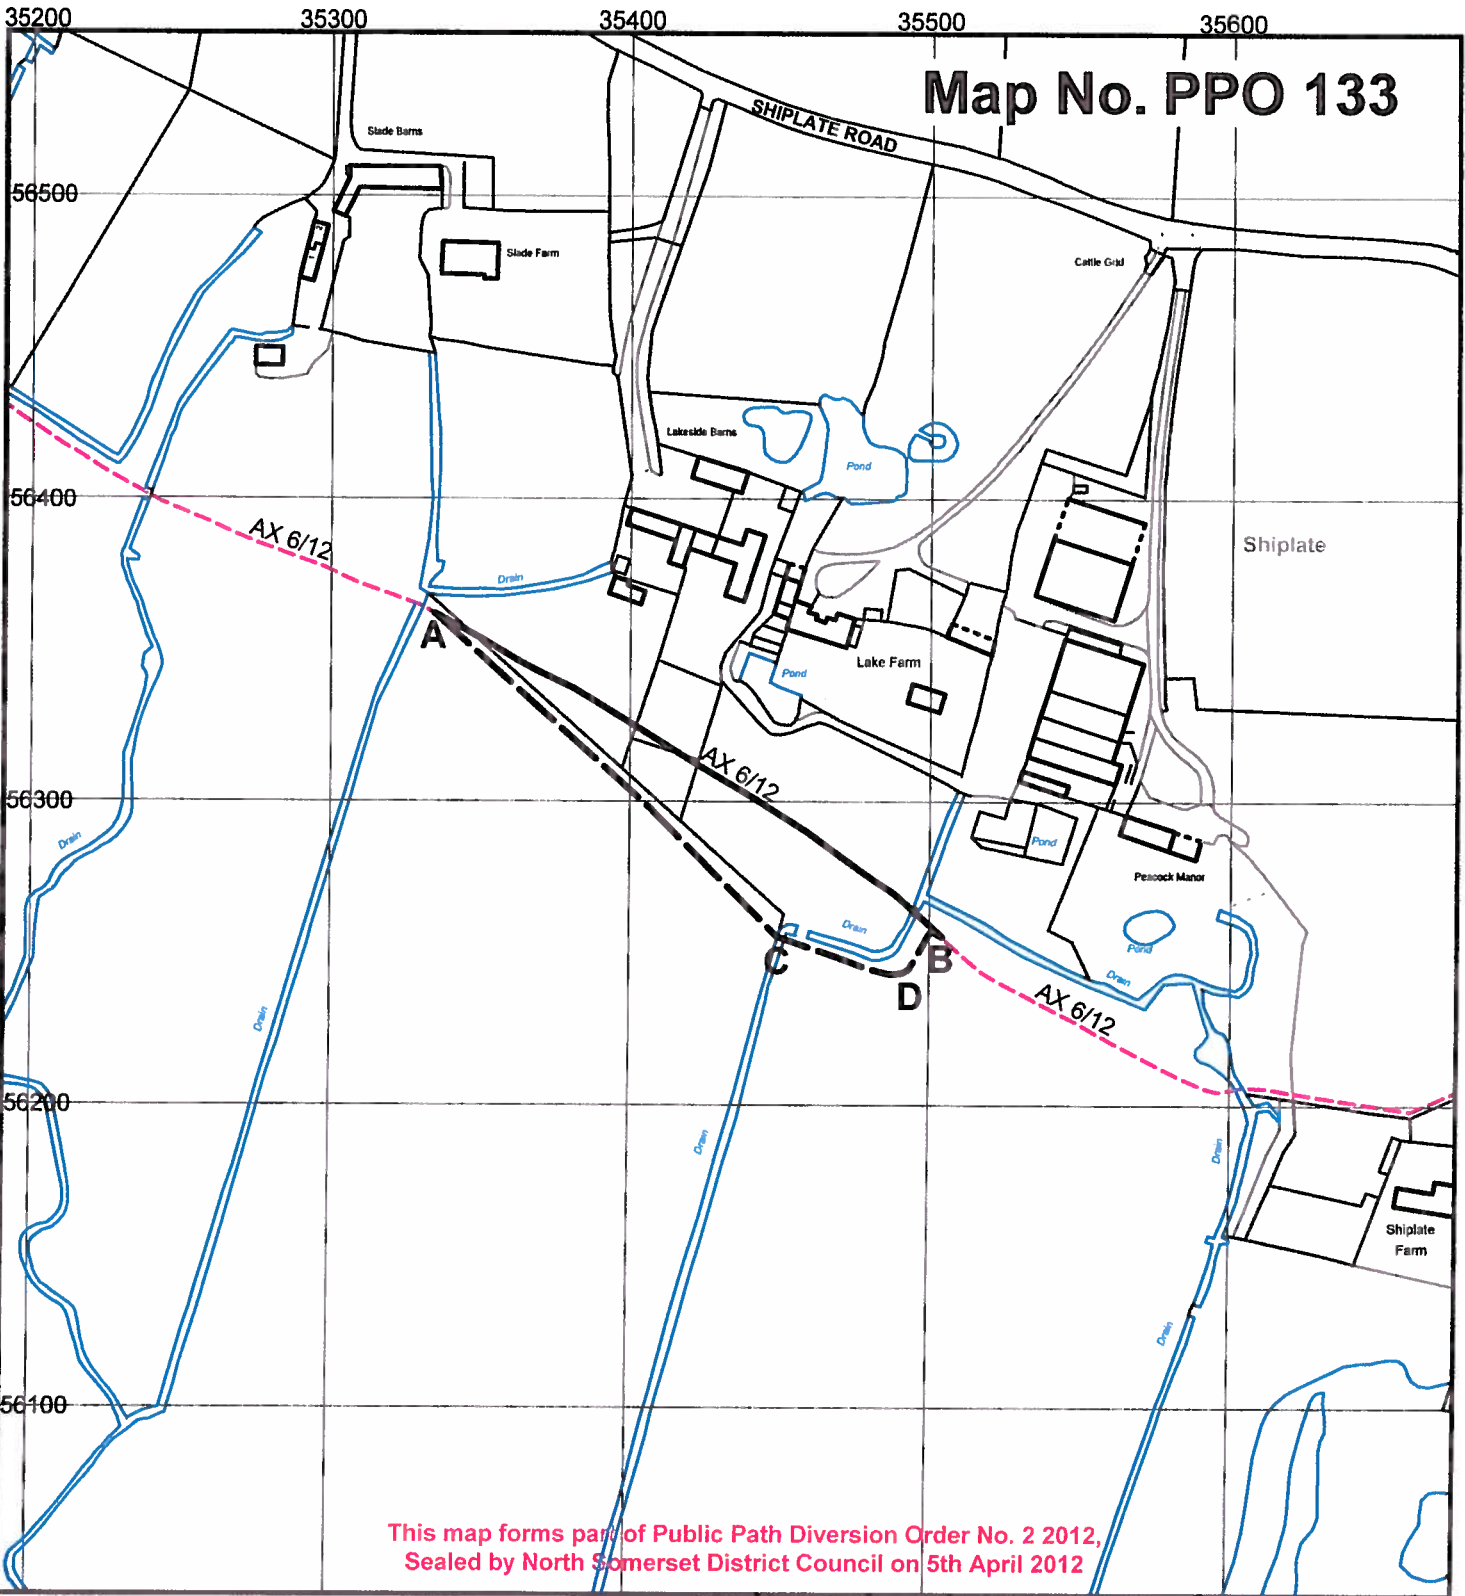 35200 35300 35400 35500 35600
Map No. PPO 133
SHIPLATE ROAD
Slade Barns
56500
Slade Farm
Cattle Grid
Lakeside Barns
Pond
56400
AX 6/12
Shiplate
Drain
A
Lake Farm
Pond
AX 6/12
56300
Drain
Pond
Peacock Manor
Drain
Pond
C
B
Drain
D
AX 6/12
Drain
56200
Drain
Drain
Shiplate
Farm
Drain
56100
This map forms part of Public Path Diversion Order No. 2 2012,
Sealed by North Somerset District Council on 5th April 2012